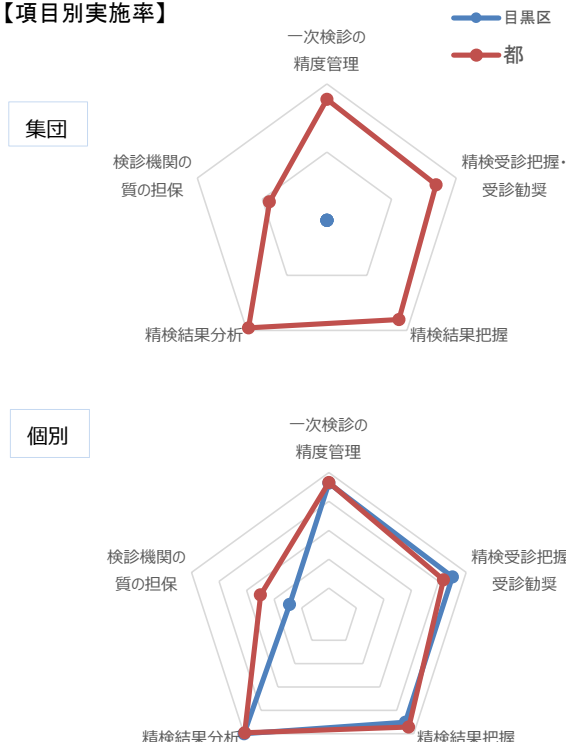 【項目別実施率】
目黒区
都
集団
一次検診の
精度管理
精検受診把握・
受診勧奨
精検結果把握
精検結果分析
検診機関の
質の担保
個別
一次検診の
精度管理
精検受診把握
受診勧奨
精検結果把握
精検結果分析
検診機関の
質の担保